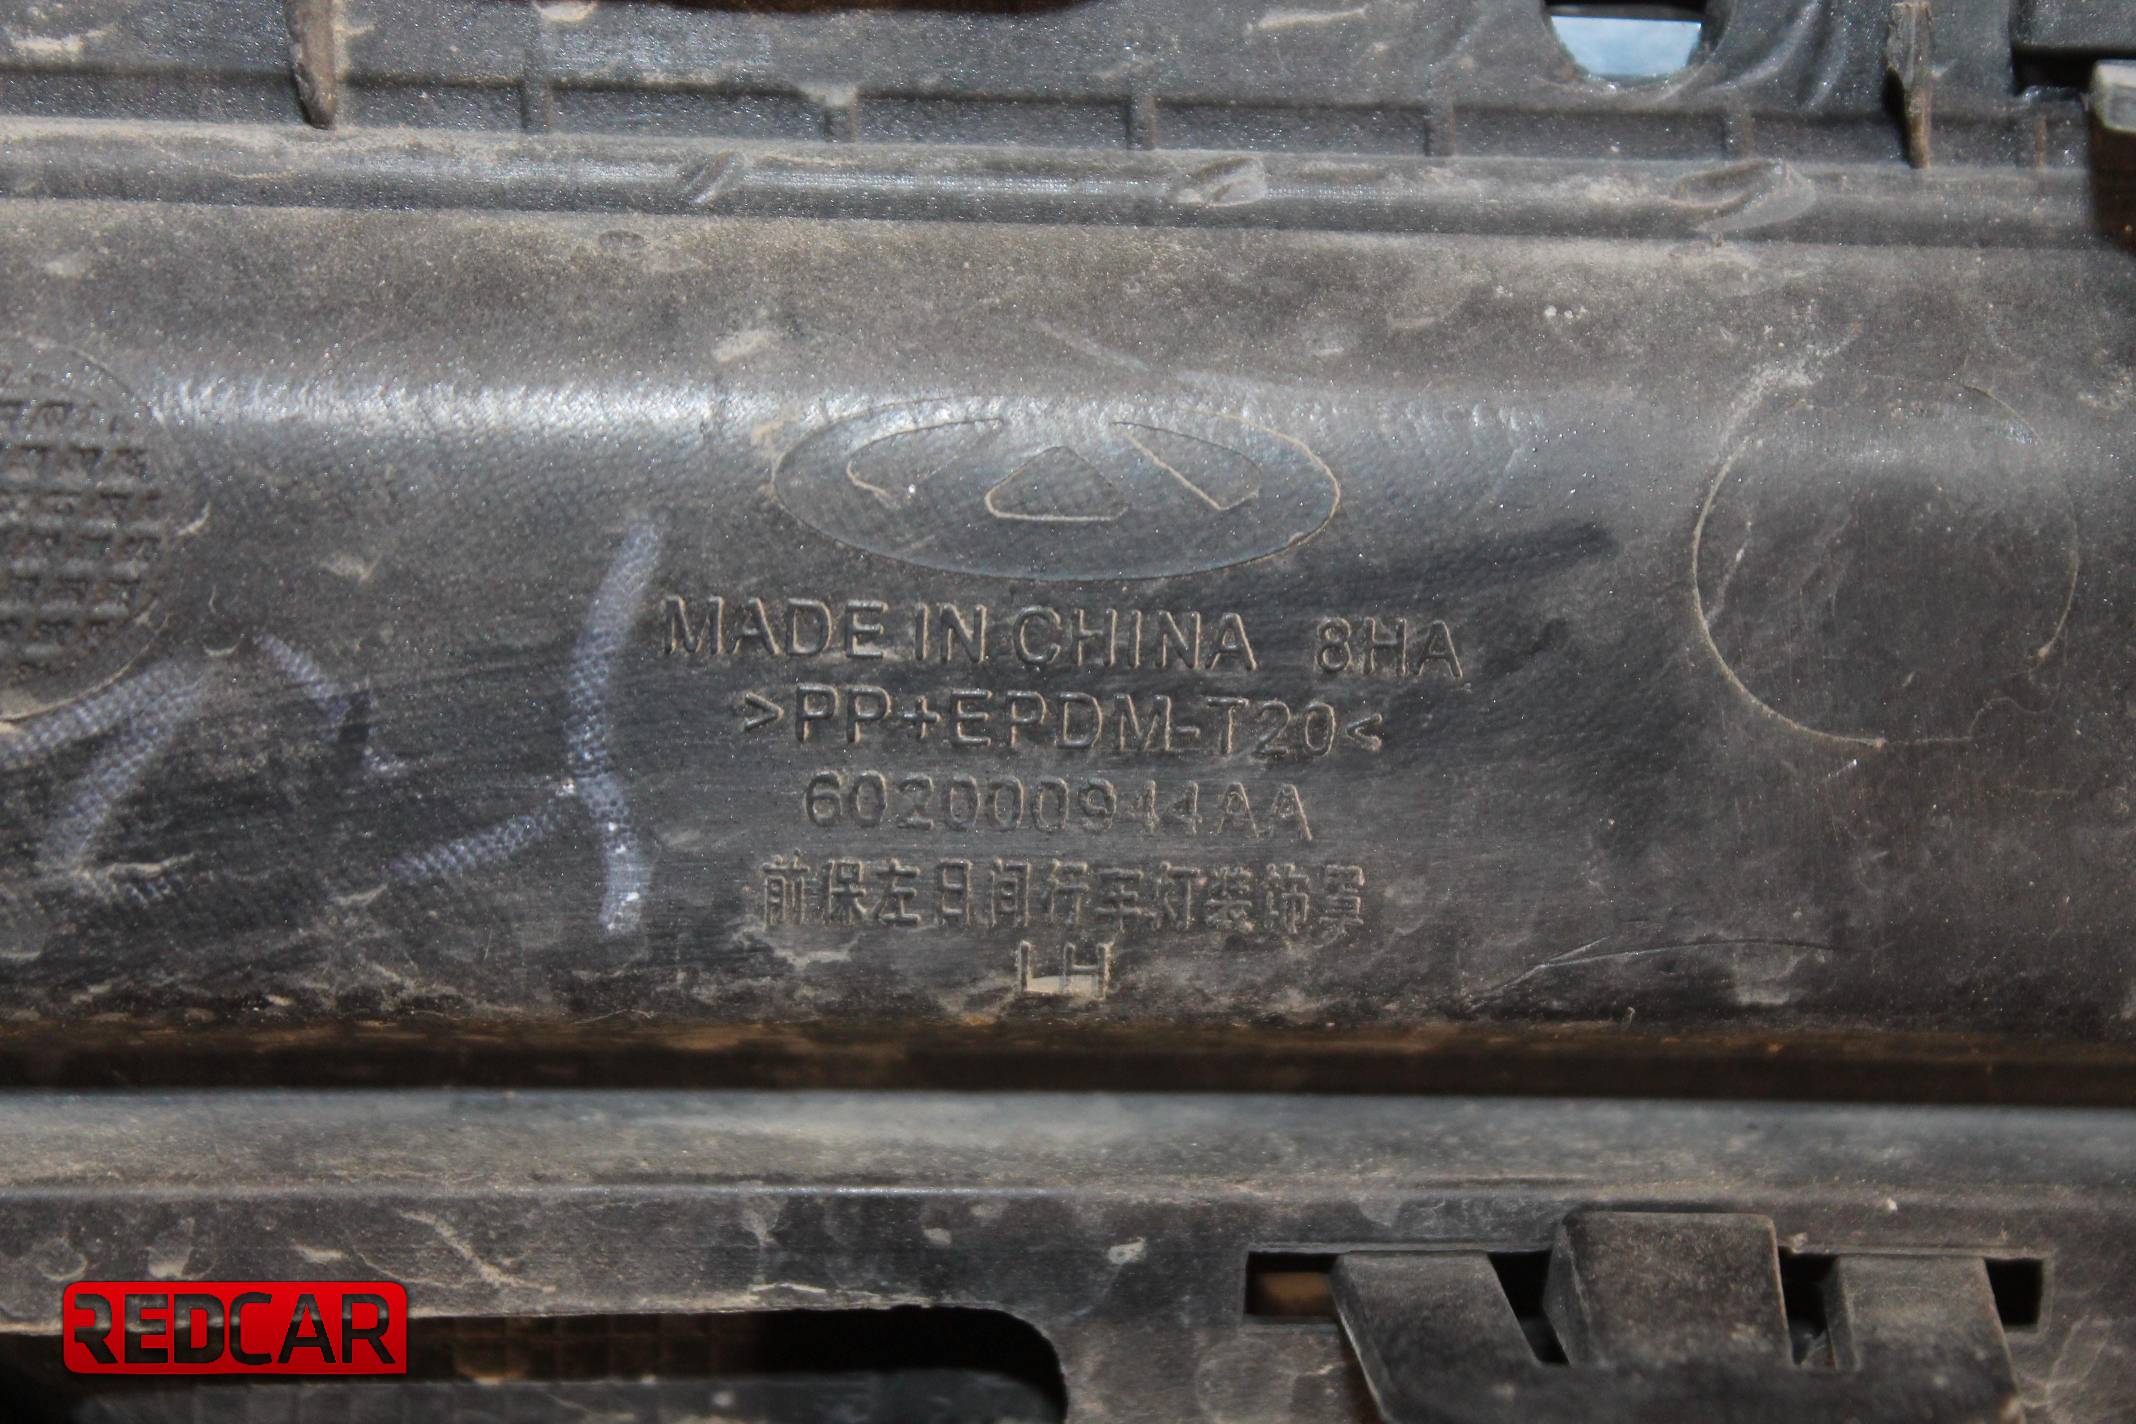 MADE IN CHINA 8HA
>PP+EPDM-T20<
602000944AA
前保左日间行车灯装饰罩
LH
REDCAR